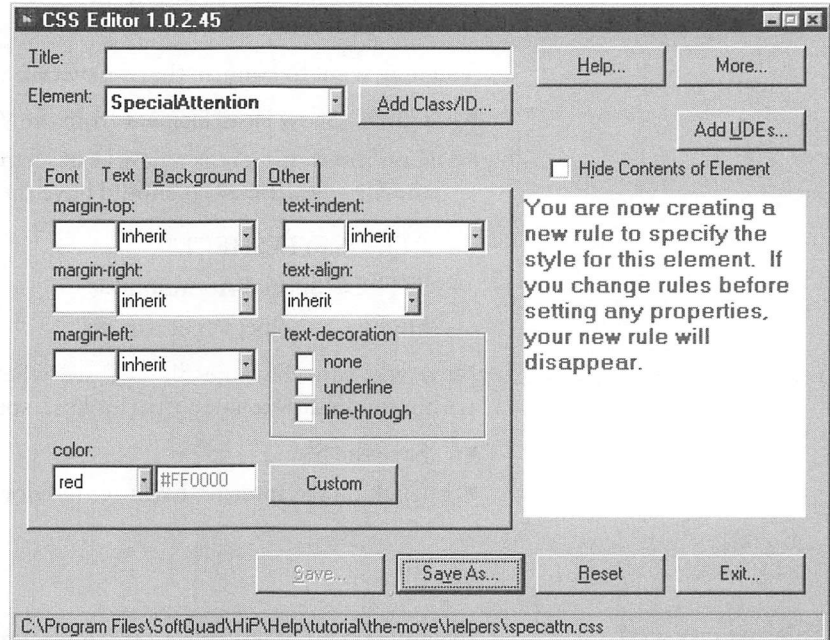 CSS Editor 1.0.2.45
Title:
Help...
More...
Element:
SpecialAttention
Add Class/ID...
Add UDEs...
Hide Contents of Element
Font Text Background Other
margin-top:
inherit
text-indent:
inherit
margin-right:
inherit
text-align:
inherit
margin-left:
inherit
text-decoration
none
underline
line-through
color:
red
#FF0000
Custom
You are now creating a
new rule to specify the
style for this element. If
you change rules before
setting any properties,
your new rule will
disappear.
Save...
Save As...
Reset
Exit...
C:\Program Files\SoftQuad\HiP\Help\tutorial\the-move\helpers\specattn.css